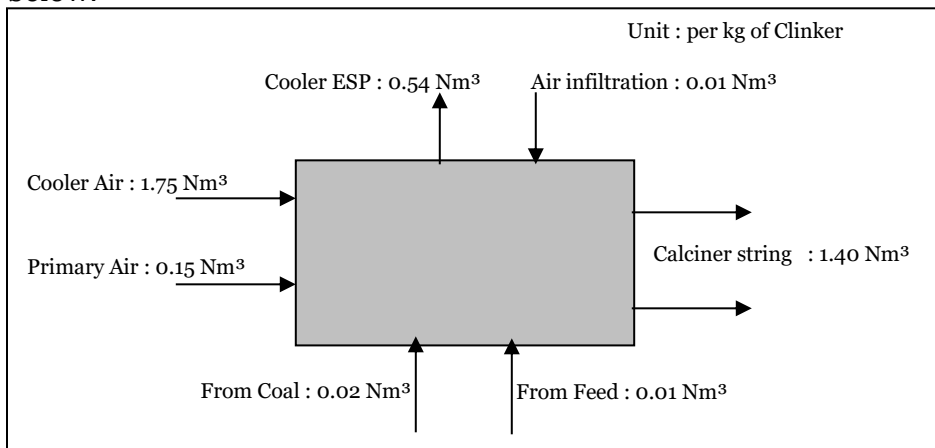 Unit : per kg of Clinker
Cooler ESP : 0.54 Nm³
Air infiltration : 0.01 Nm³
Cooler Air : 1.75 Nm³
Primary Air : 0.15 Nm³
Calciner string : 1.40 Nm³
From Coal : 0.02 Nm³
From Feed : 0.01 Nm³